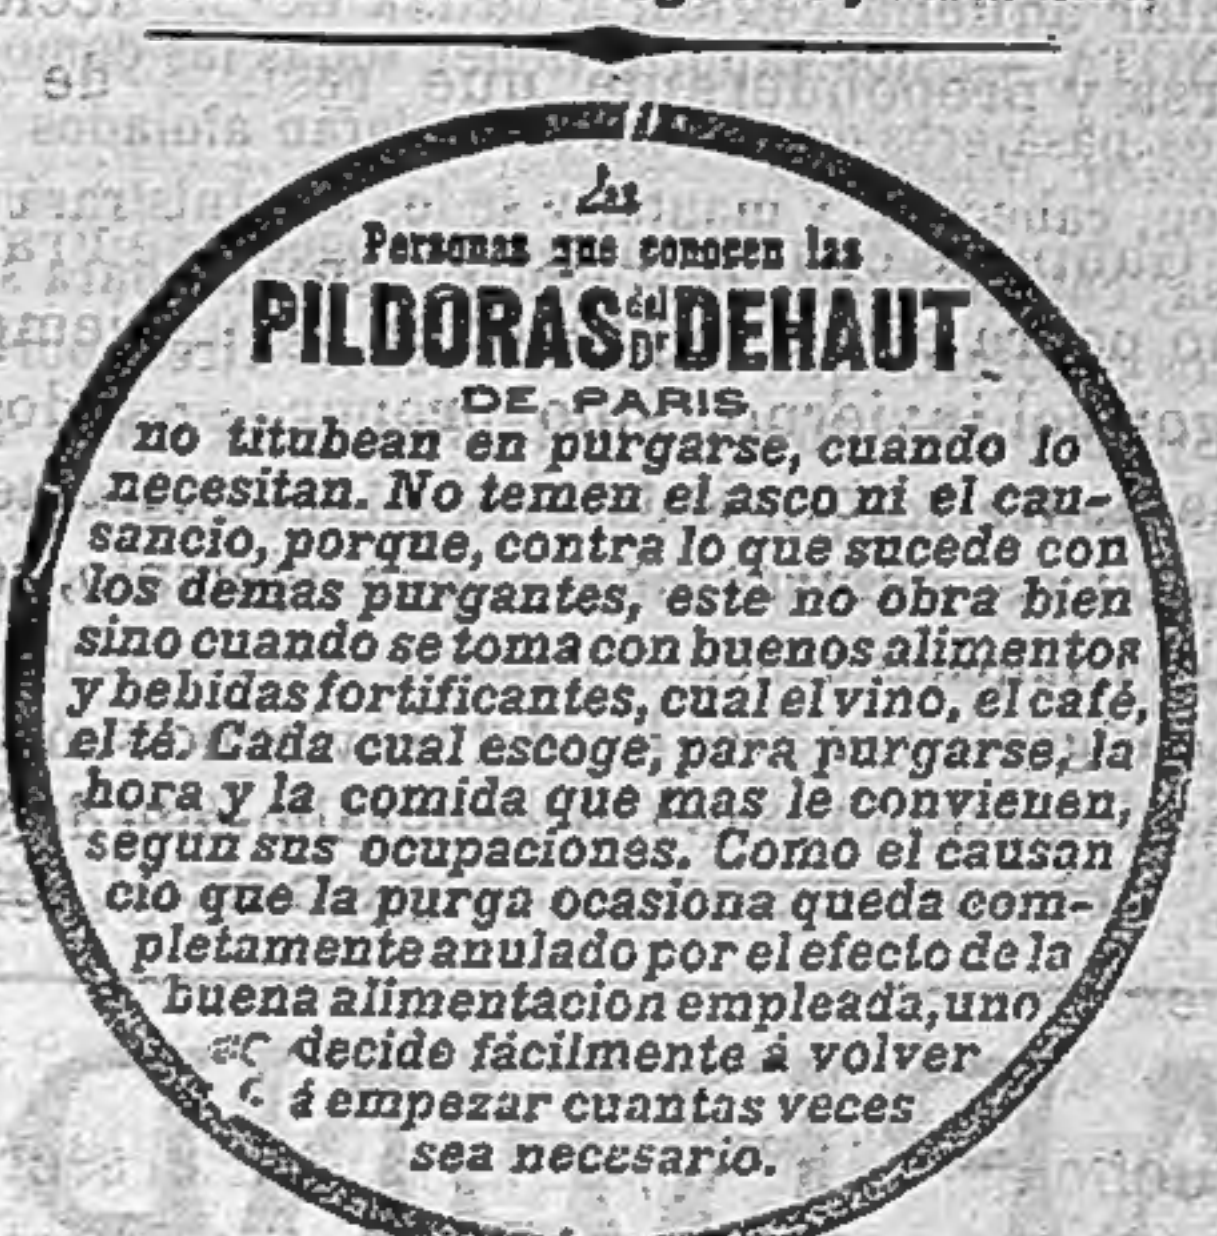 Las
Personas que conocen las
PILDORAS del Dr DEHAUT
DE PARIS
no titubean en purgarse, cuando lo
necesitan. No temen el asco ni el cau-
sancio, porque, contra lo que sucede con
los demas purgantes, este no obra bien
sino cuando se toma con buenos alimentos
y bebidas fortificantes, cual el vino, el café,
el té. Cada cual escoge, para purgarse, la
hora y la comida que mas le convienen,
segun sus ocupaciones. Como el causan
cio que la purga ocasiona queda com-
pletamente anulado por el efecto de la
buena alimentacion empleada, uno
decide fácilmente á volver
á empezar cuantas veces
sea necesario.